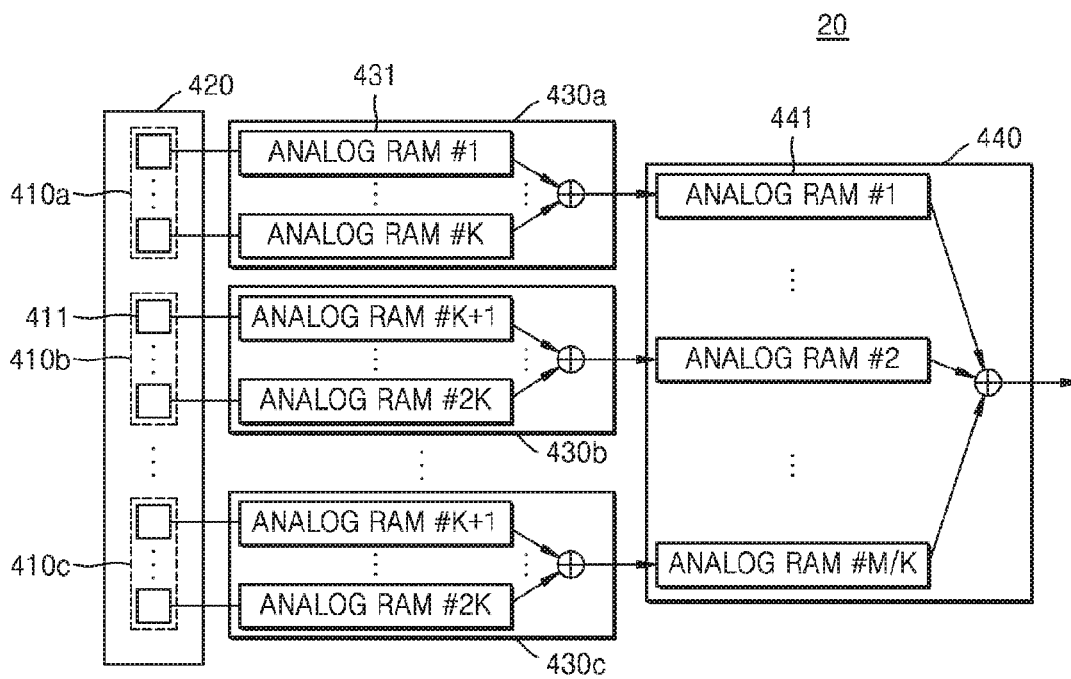 20
420
431
430a
441
440
ANALOG RAM #1
ANALOG RAM #1
410a
ANALOG RAM #K
411
ANALOG RAM #K+1
410b
ANALOG RAM #2
ANALOG RAM #2K
430b
ANALOG RAM #K+1
410c
ANALOG RAM #M/K
ANALOG RAM #2K
430c